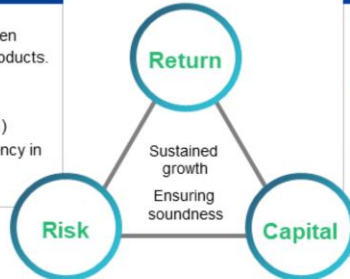 en
oducts.
)
ncy in
Return
Sustained
growth
Ensuring
soundness
Risk
Capital